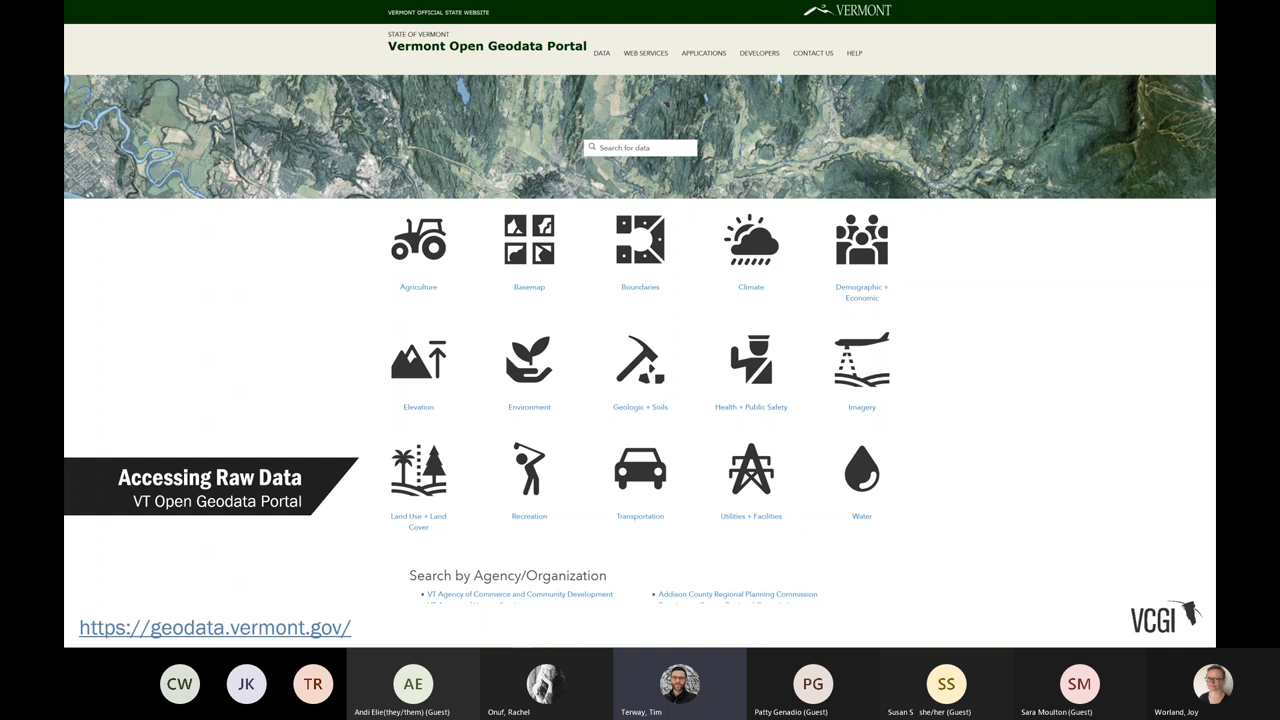 VERMONT OFFICIAL STATE WEBSITE
VERMONT
STATE OF VERMONT
Vermont Open Geodata Portal
DATA WEB SERVICES APPLICATIONS DEVELOPERS CONTACT US HELP
Search for data
Agriculture
Basemap
Boundaries
Climate
Demographic +
Economic
Elevation
Environment
Geologic + Soils
Health + Public Safety
Imagery
Accessing Raw Data
VT Open Geodata Portal
Land Use + Land
Cover
Recreation
Transportation
Utilities + Facilities
Water
Search by Agency/Organization
• VT Agency of Commerce and Community Development
• Addison County Regional Planning Commission
https://geodata.vermont.gov/
VCGI
CW
JK
TR
AE
Andi Elie(they/them) (Guest)
Onuf, Rachel
Terway, Tim
PG
Patty Genadio (Guest)
SS
Susan S she/her (Guest)
SM
Sara Moulton (Guest)
Worland, Joy